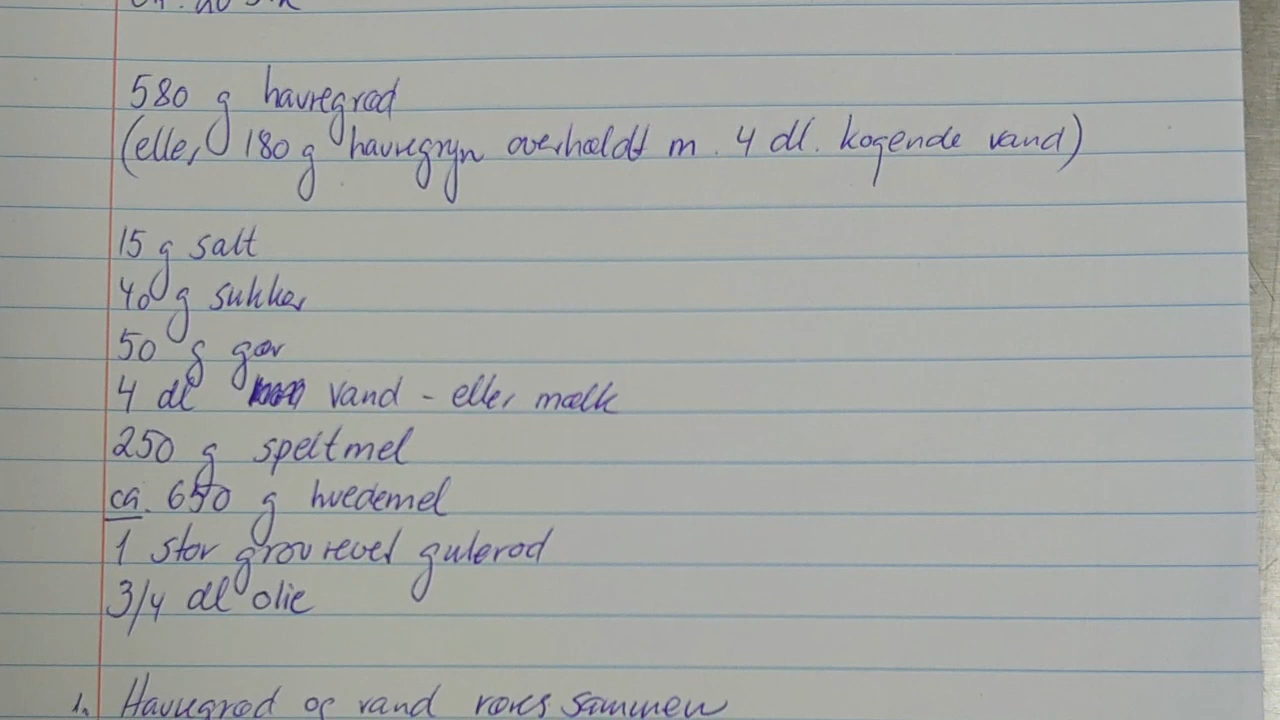 580 g havregrød
(eller 180 g havregryn overhældt m. 4 dl. kogende vand)
15 g salt
40 g sukker
50 g gær
4 dl vand - eller mælk
250 g speltmel
ca. 650 g hvedemel
1 stor grovrevet gulerod
3/4 dl olie
1. Havregrød og vand røres sammen